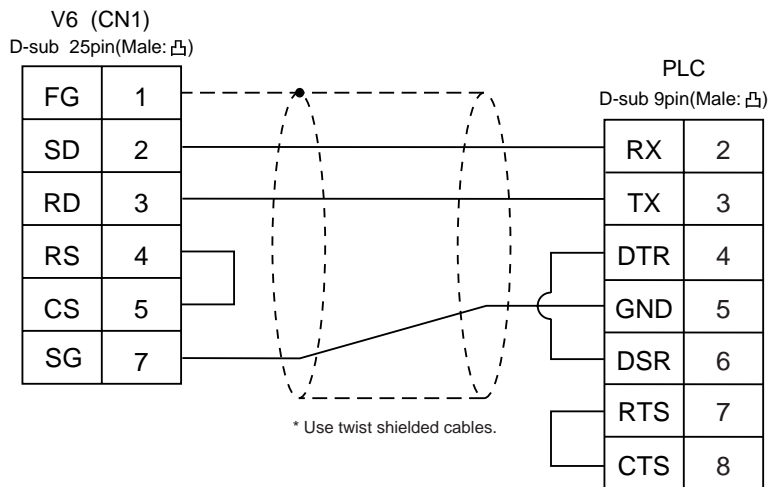 V6 (CN1)
D-sub 25pin(Male: 凸)
FG 1
SD 2
RD 3
RS 4
CS 5
SG 7
PLC
D-sub 9pin(Male: 凸)
RX 2
TX 3
DTR 4
GND 5
DSR 6
RTS 7
CTS 8
* Use twist shielded cables.